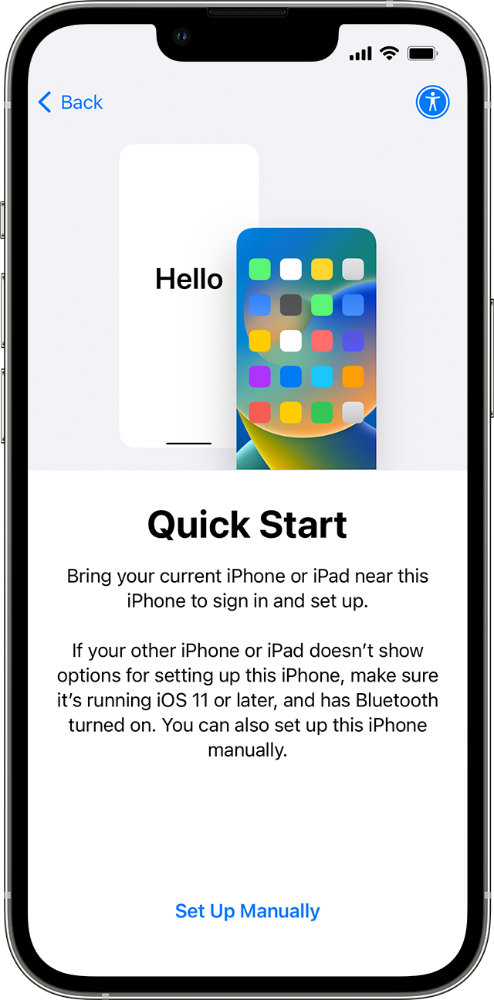 Back
Hello
Quick Start
Bring your current iPhone or iPad near this
iPhone to sign in and set up.
If your other iPhone or iPad doesn’t show
options for setting up this iPhone, make sure
it’s running iOS 11 or later, and has Bluetooth
turned on. You can also set up this iPhone
manually.
Set Up Manually